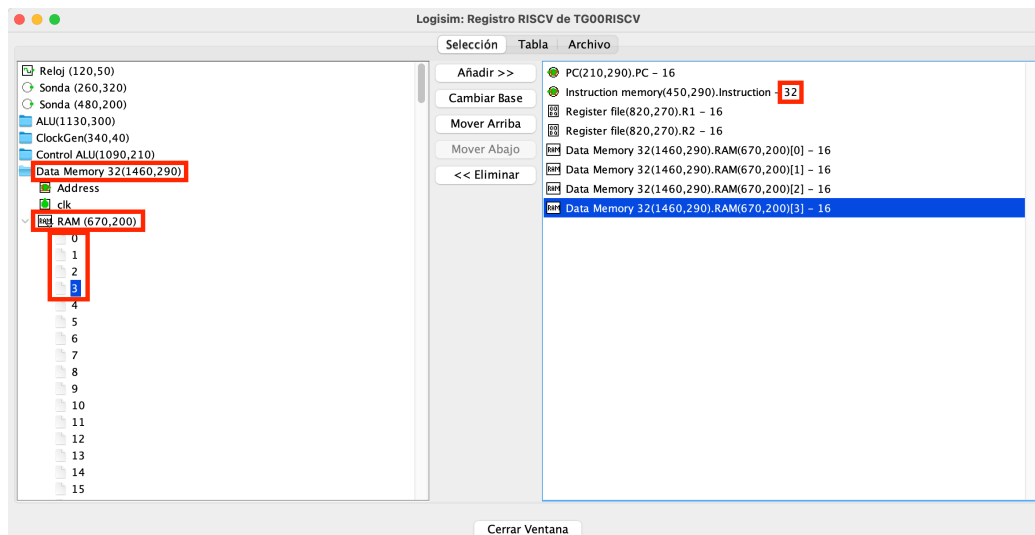 Logisim: Registro RISCV de TG00RISCV
Selección Tabla Archivo
Reloj (120,50)
Sonda (260,320)
Sonda (480,200)
ALU(1130,300)
ClockGen(340,40)
Control ALU(1090,210)
Data Memory 32(1460,290)
Address
clk
RAM (670,200)
0
1
2
3
4
5
6
7
8
9
10
11
12
13
14
15
Añadir >>
Cambiar Base
Mover Arriba
Mover Abajo
<< Eliminar
PC(210,290).PC - 16
Instruction memory(450,290).Instruction - 32
Register file(820,270).R1 - 16
Register file(820,270).R2 - 16
Data Memory 32(1460,290).RAM(670,200)[0] - 16
Data Memory 32(1460,290).RAM(670,200)[1] - 16
Data Memory 32(1460,290).RAM(670,200)[2] - 16
Data Memory 32(1460,290).RAM(670,200)[3] - 16
Cerrar Ventana